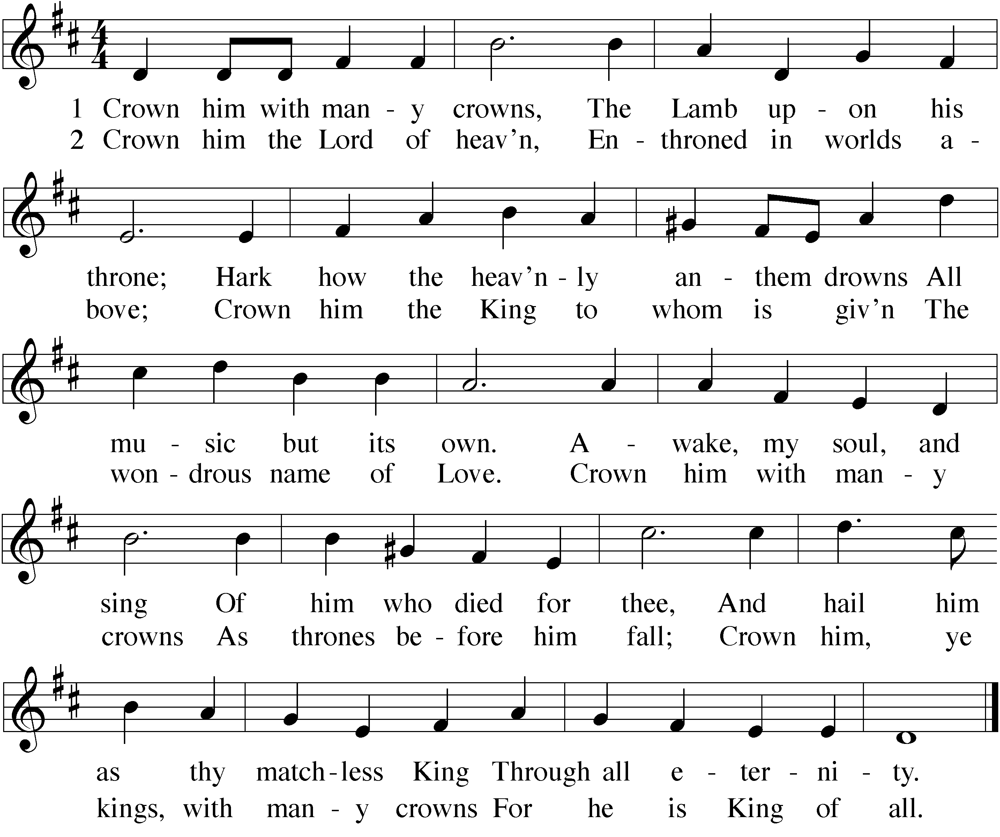 1 Crown him with man - y crowns, The Lamb up - on his
2 Crown him the Lord of heav’n, En - throned in worlds a -
throne; Hark how the heav’n - ly an - them drowns All
bove; Crown him the King to whom is giv’n The
mu - sic but its own. A - wake, my soul, and
won - drous name of Love. Crown him with man - y
sing Of him who died for thee, And hail him
crowns As thrones be - fore him fall; Crown him, ye
as thy match - less King Through all e - ter - ni - ty.
kings, with man - y crowns For he is King of all.